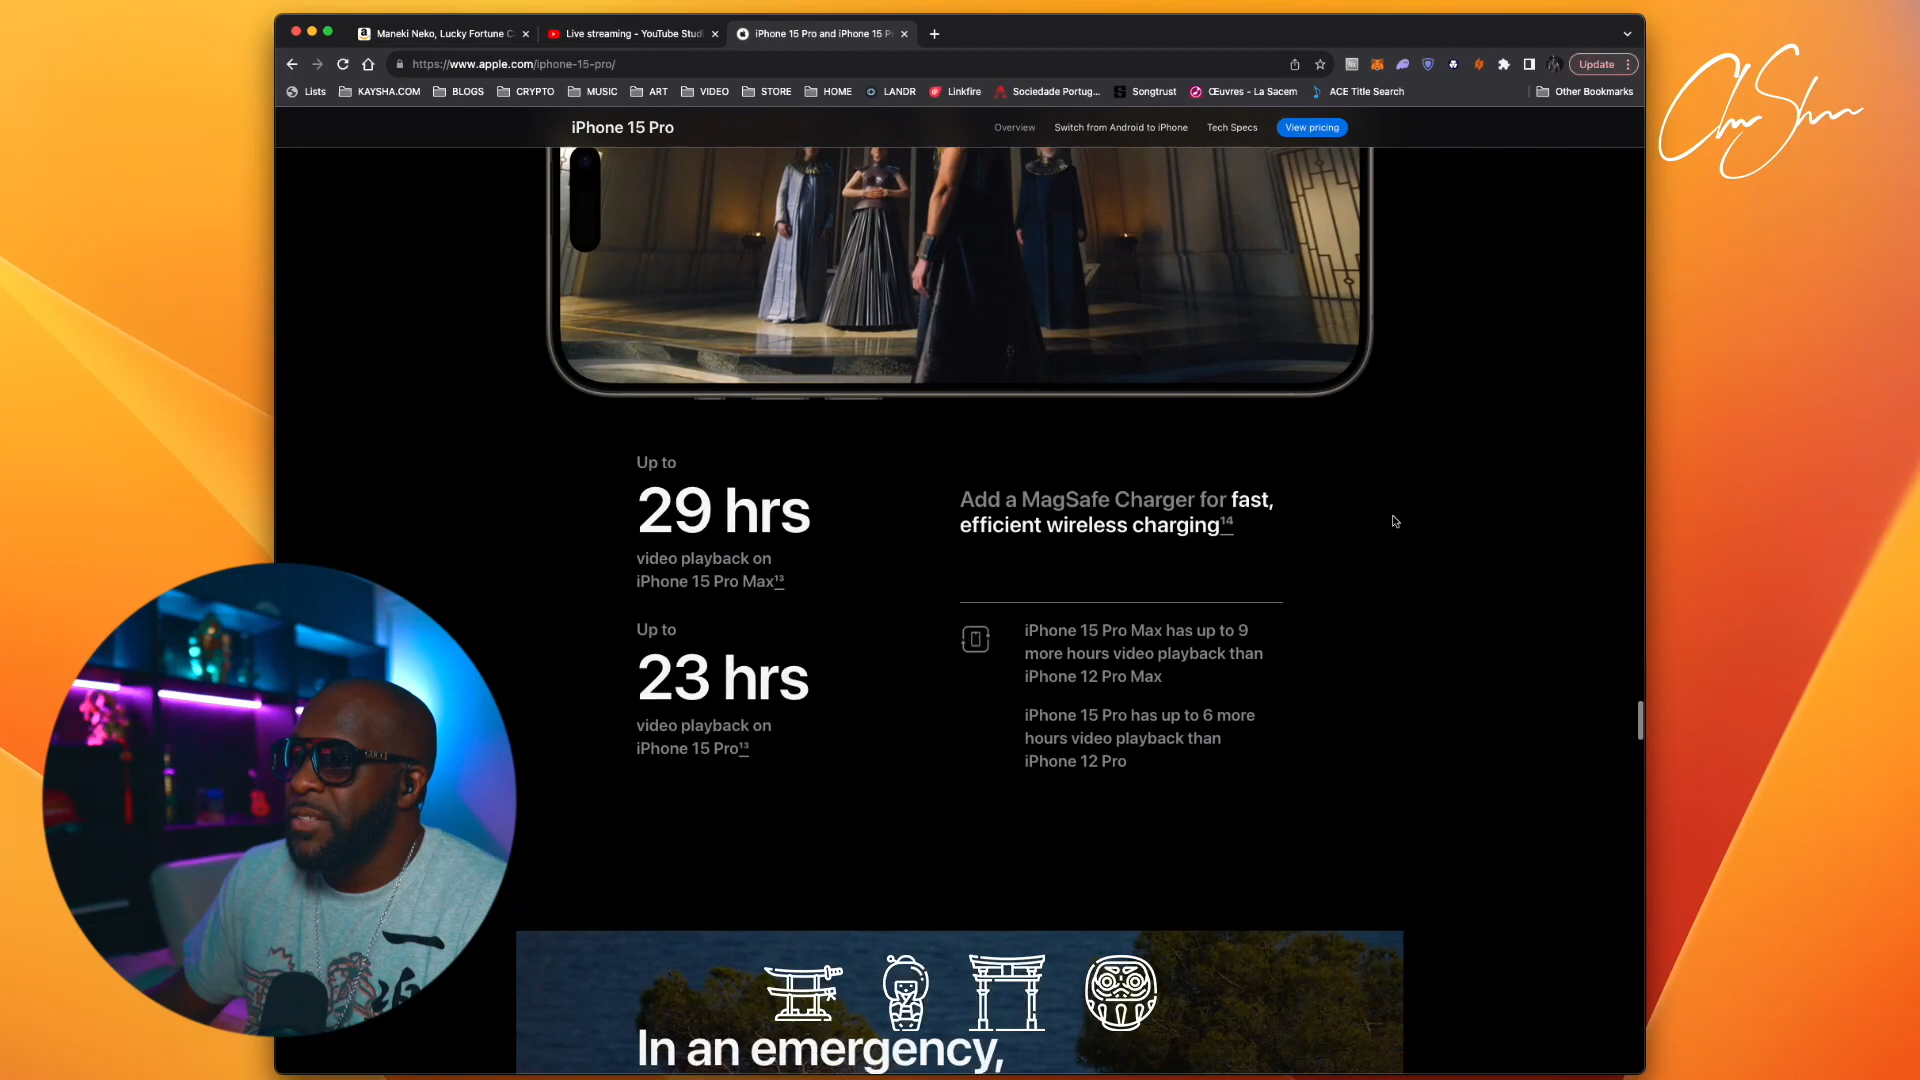 Maneki Neko, Lucky Fortune C
Live streaming - YouTube Studi
iPhone 15 Pro and iPhone 15 P
https://www.apple.com/iphone-15-pro/
Update
Lists
KAYSHA.COM
BLOGS
CRYPTO
MUSIC
ART
VIDEO
STORE
HOME
LANDR
Linkfire
Sociedade Portug...
Songtrust
Œuvres - La Sacem
ACE Title Search
Other Bookmarks
iPhone 15 Pro
Overview
Switch from Android to iPhone
Tech Specs
View pricing
Up to
29 hrs
video playback on
iPhone 15 Pro Max¹³
Up to
23 hrs
video playback on
iPhone 15 Pro¹³
Add a MagSafe Charger for fast,
efficient wireless charging¹⁴
iPhone 15 Pro Max has up to 9
more hours video playback than
iPhone 12 Pro Max
iPhone 15 Pro has up to 6 more
hours video playback than
iPhone 12 Pro
In an emergency,
GUCCI